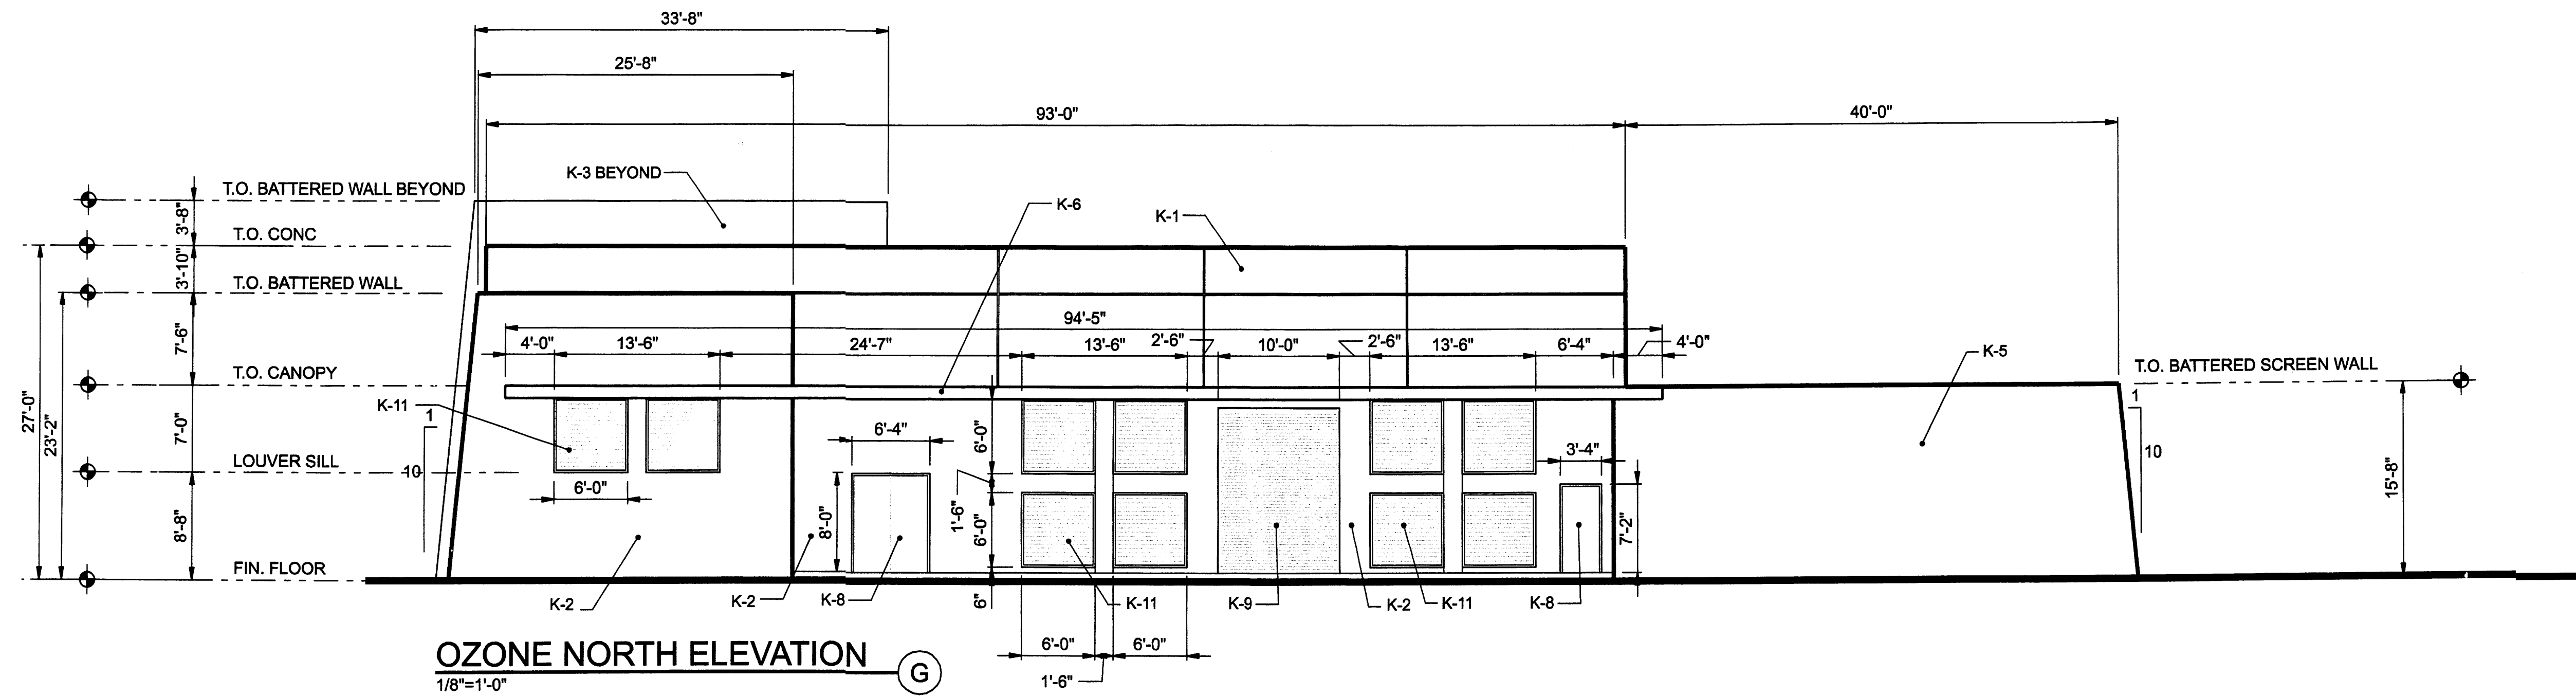 33'-8"
25'-8"
93'-0"
40'-0"
K-3 BEYOND
T.O. BATTERED WALL BEYOND
3'-8"
K-6
K-1
T.O. CONC
3'-10"
T.O. BATTERED WALL
94'-5"
7'-6"
4'-0"
13'-6"
24'-7"
13'-6"
2'-6"
10'-0"
2'-6"
13'-6"
6'-4"
4'-0"
K-5
T.O. CANOPY
T.O. BATTERED SCREEN WALL
K-11
1
1
27'-0"
23'-2"
7'-0"
6'-4"
6'-0"
3'-4"
LOUVER SILL
10
10
6'-0"
15'-8"
8'-8"
8'-0"
1'-6"
6'-0"
7'-2"
FIN. FLOOR
K-2
K-2
K-8
6"
K-11
K-9
K-2
K-11
K-8
6'-0"
6'-0"
1'-6"
OZONE NORTH ELEVATION
G
1/8"=1'-0"